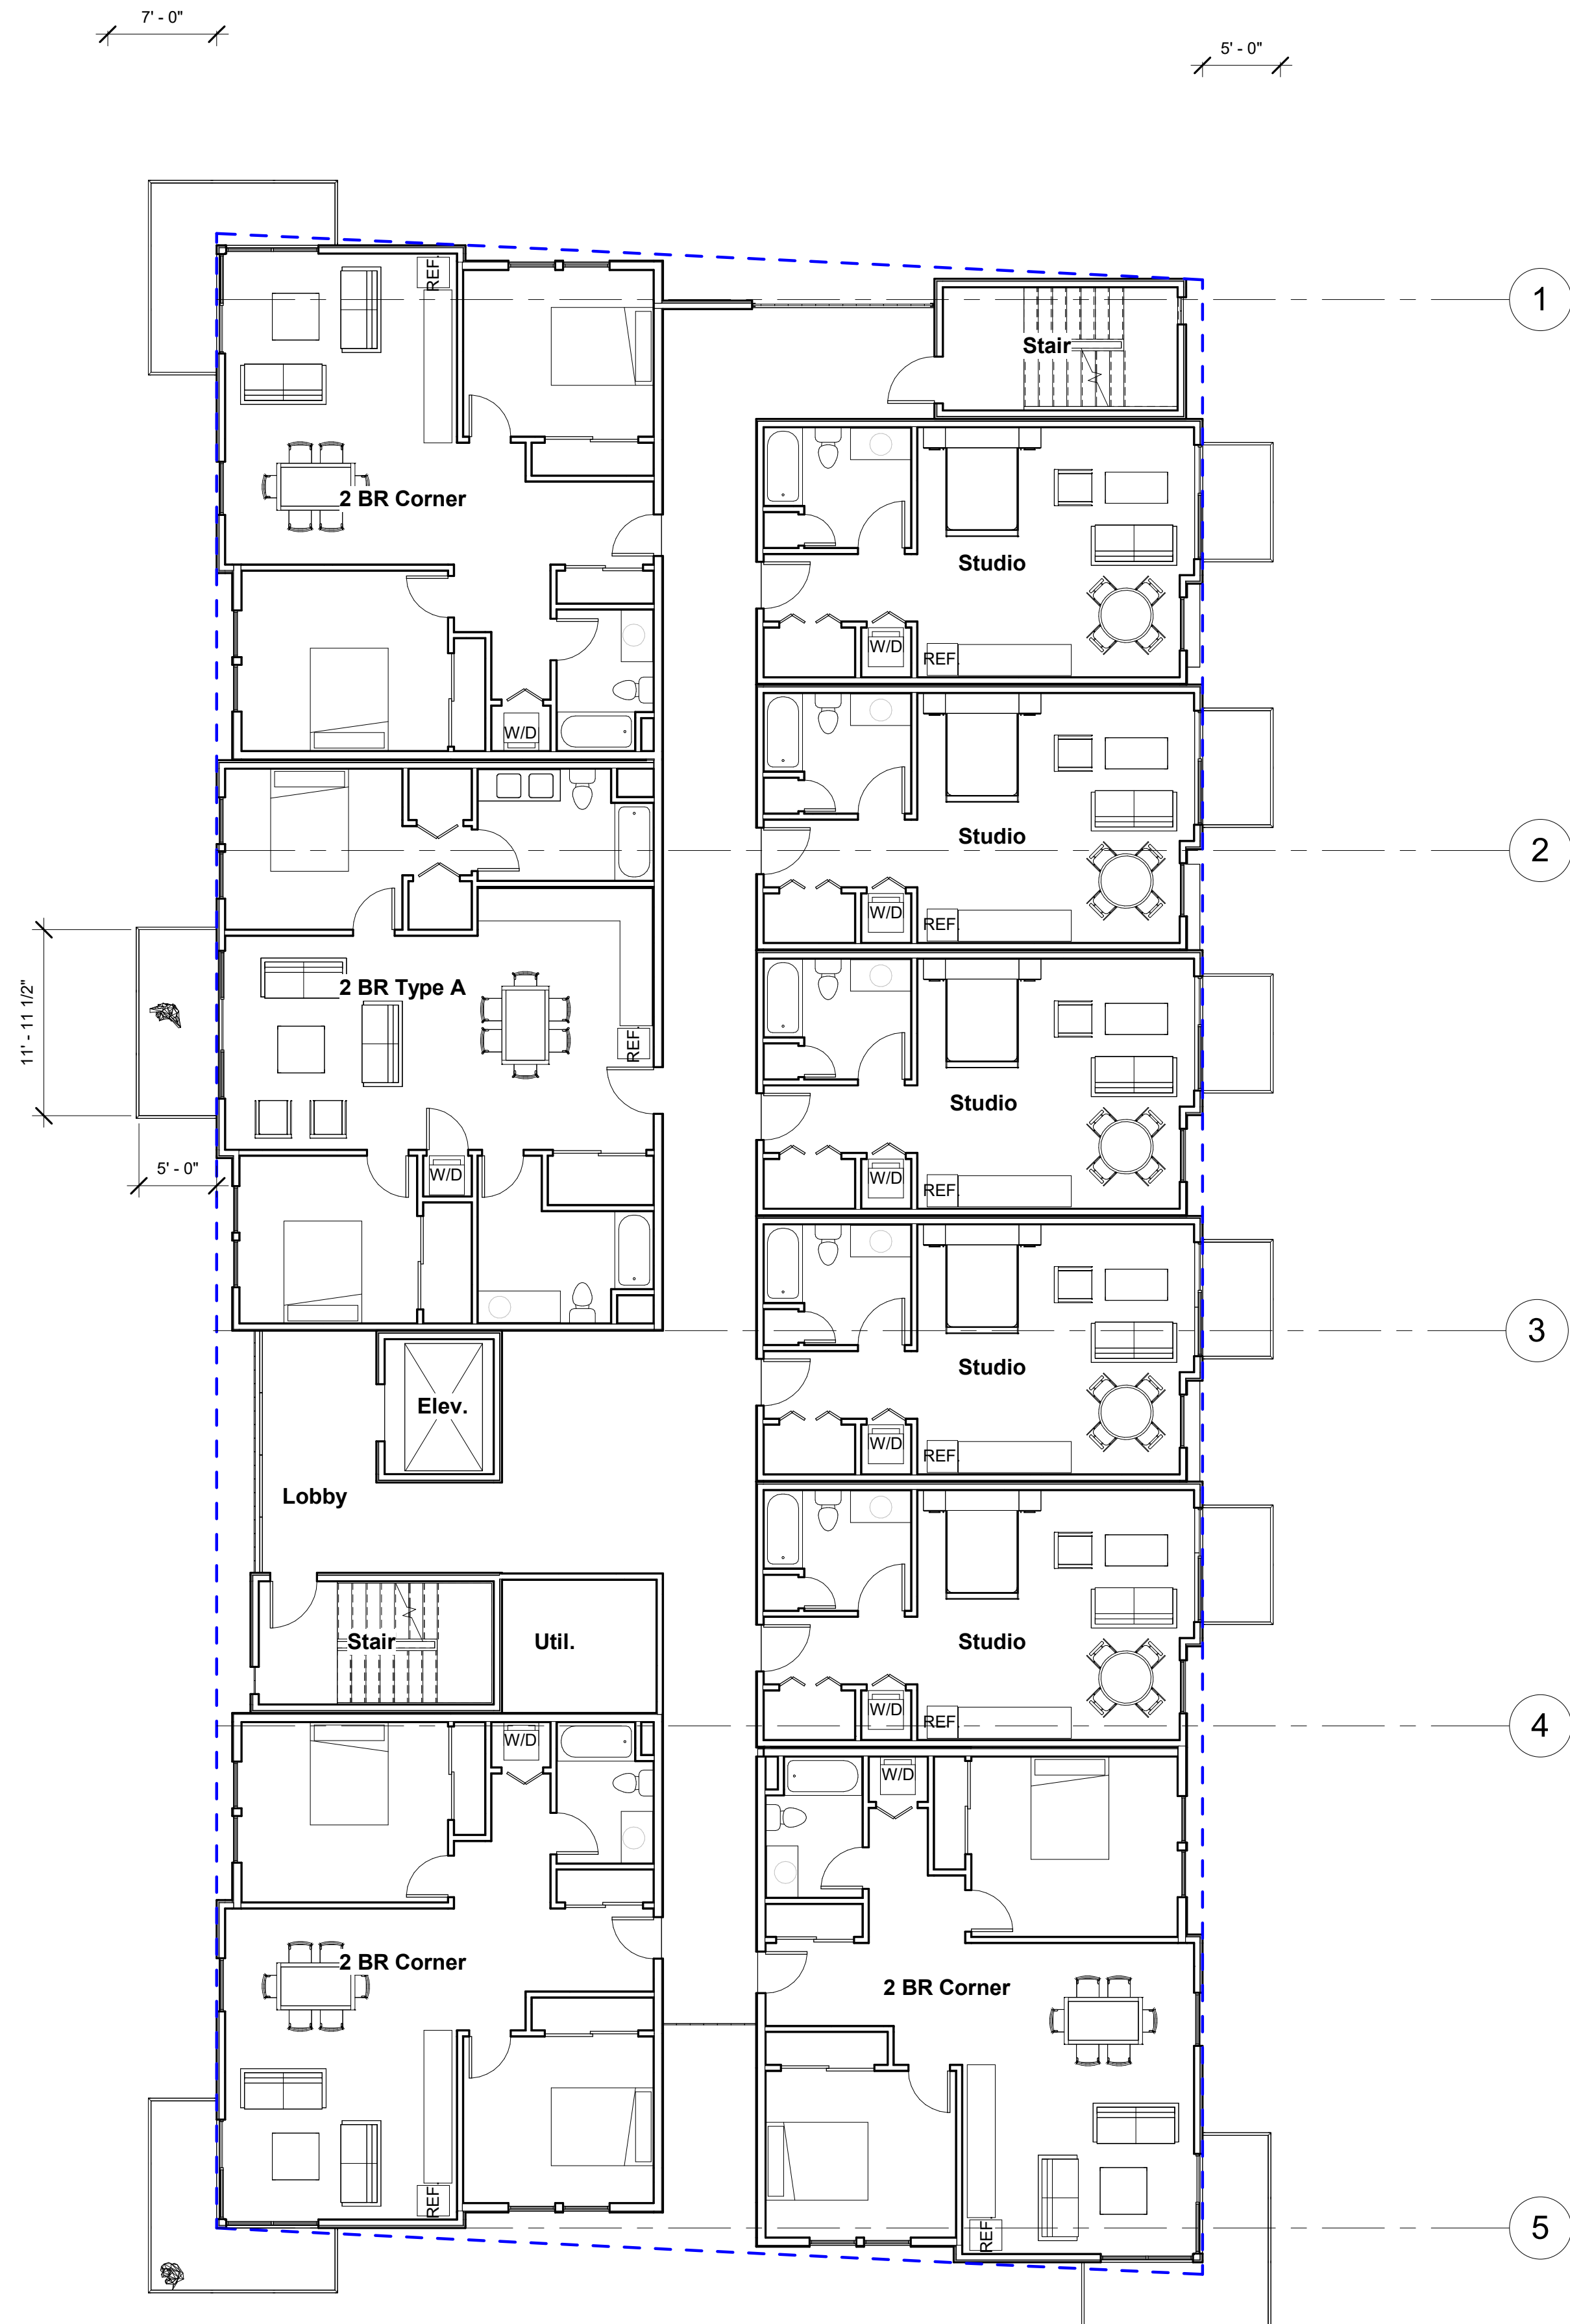 7' - 0"
5' - 0"
1
REF
Stair
2 BR Corner
Studio
W/D
REF.
W/D
Studio
2
W/D
REF.
11' - 11 1/2"
2 BR Type A
REF.
Studio
5' - 0"
W/D
W/D
REF.
3
Studio
Elev.
W/D
REF.
Lobby
Stair
Util.
Studio
W/D
REF.
4
W/D
W/D
2 BR Corner
2 BR Corner
REF
REF
5